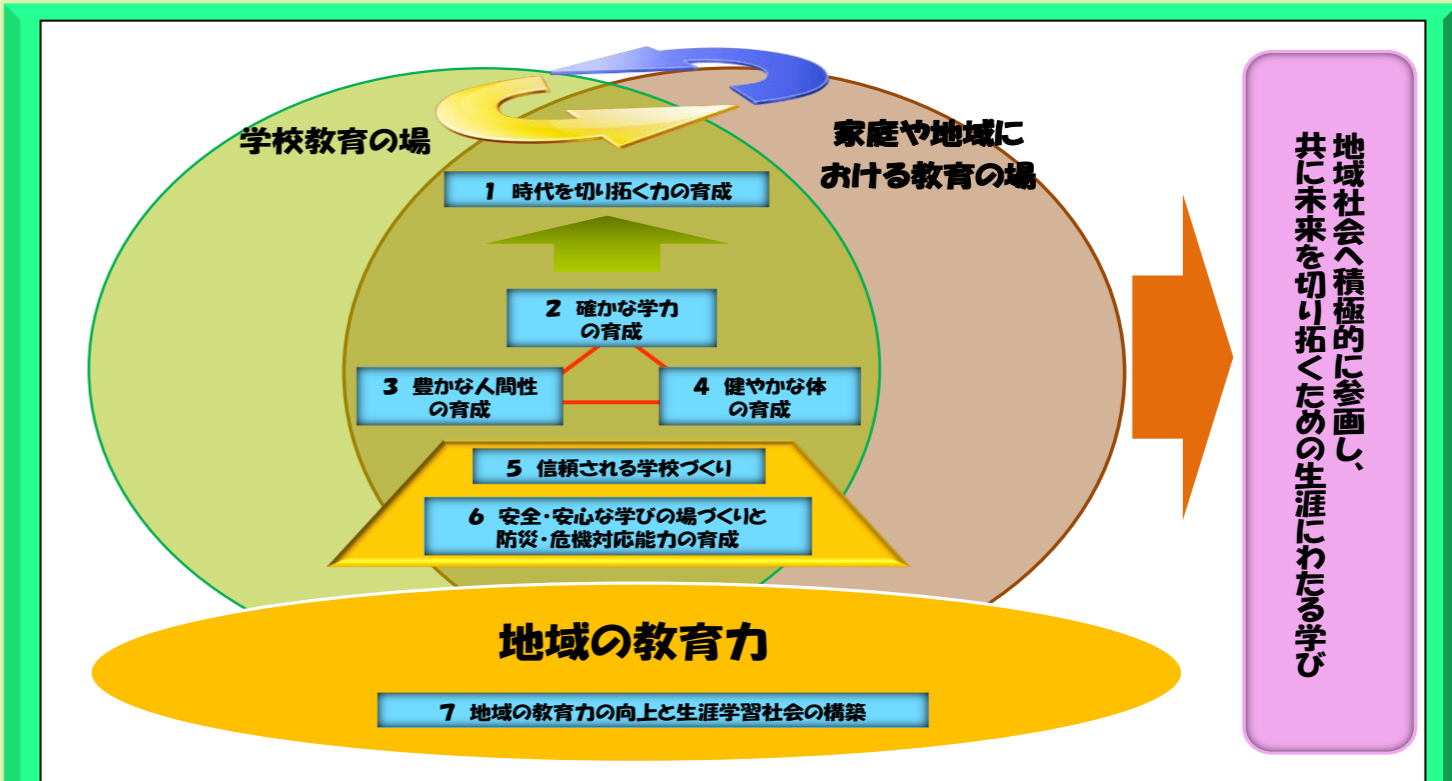 学校教育の場
家庭や地域に
おける教育の場
1 時代を切り拓く力の育成
2 確かな学力
の育成
3 豊かな人間性
の育成
4 健やかな体
の育成
5 信頼される学校づくり
6 安全・安心な学びの場づくりと
防災・危機対応能力の育成
地域の教育力
7 地域の教育力の向上と生涯学習社会の構築
地域社会へ積極的に参画し、
共に未来を切り拓くための生涯にわたる学び